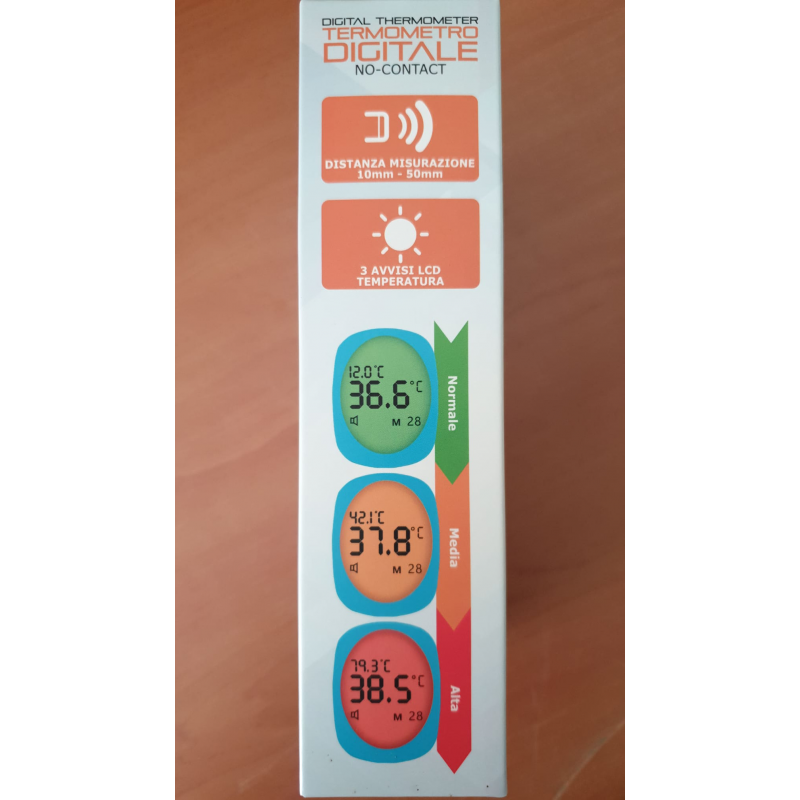 DIGITAL THERMOMETER
TERMOMETRO
DIGITALE
NO-CONTACT
DISTANZA MISURAZIONE
10mm - 50mm
3 AVVISI LCD
TEMPERATURA
12.0°C
36.6°C
M 28
Normale
42.1°C
37.8°C
M 28
Media
79.3°C
38.5°C
M 28
Alta